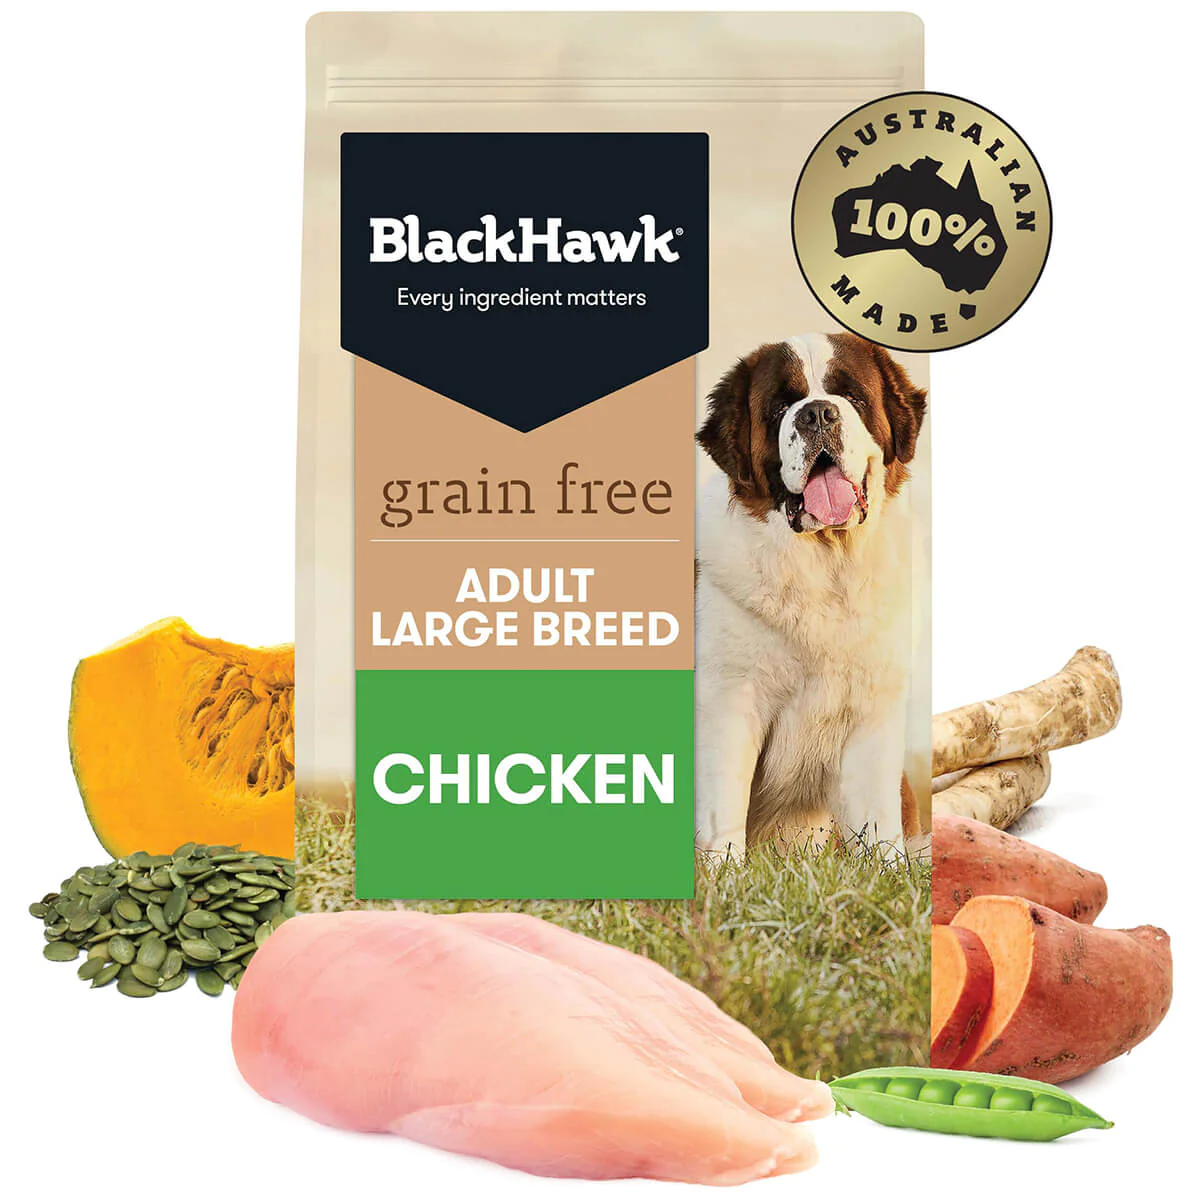 BlackHawk®
Every ingredient matters
grain free
ADULT
LARGE BREED
CHICKEN
AUSTRALIAN
100%
MADE